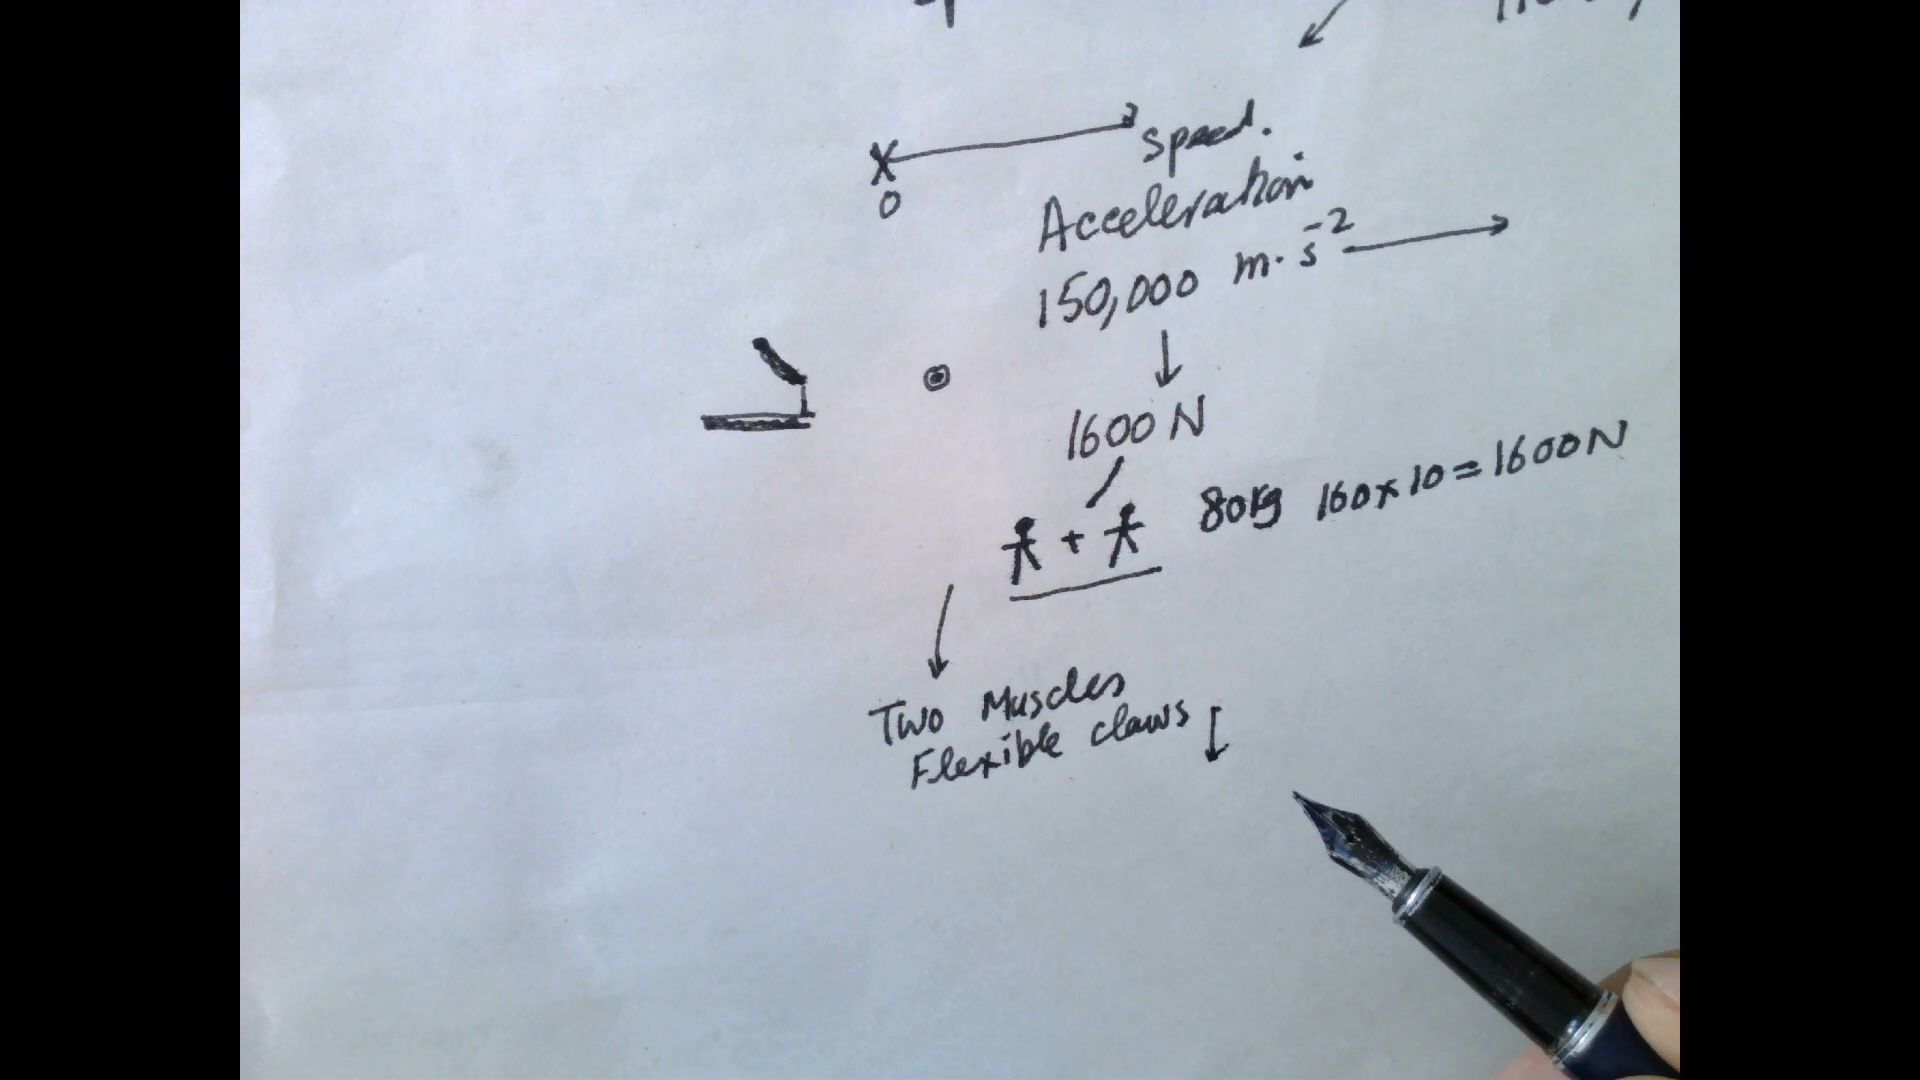 speed.
0
Acceleration
150,000 m. s-2
1600 N
+ 80kg 160 x 10 = 1600N
Two Muscles
Flexible claws